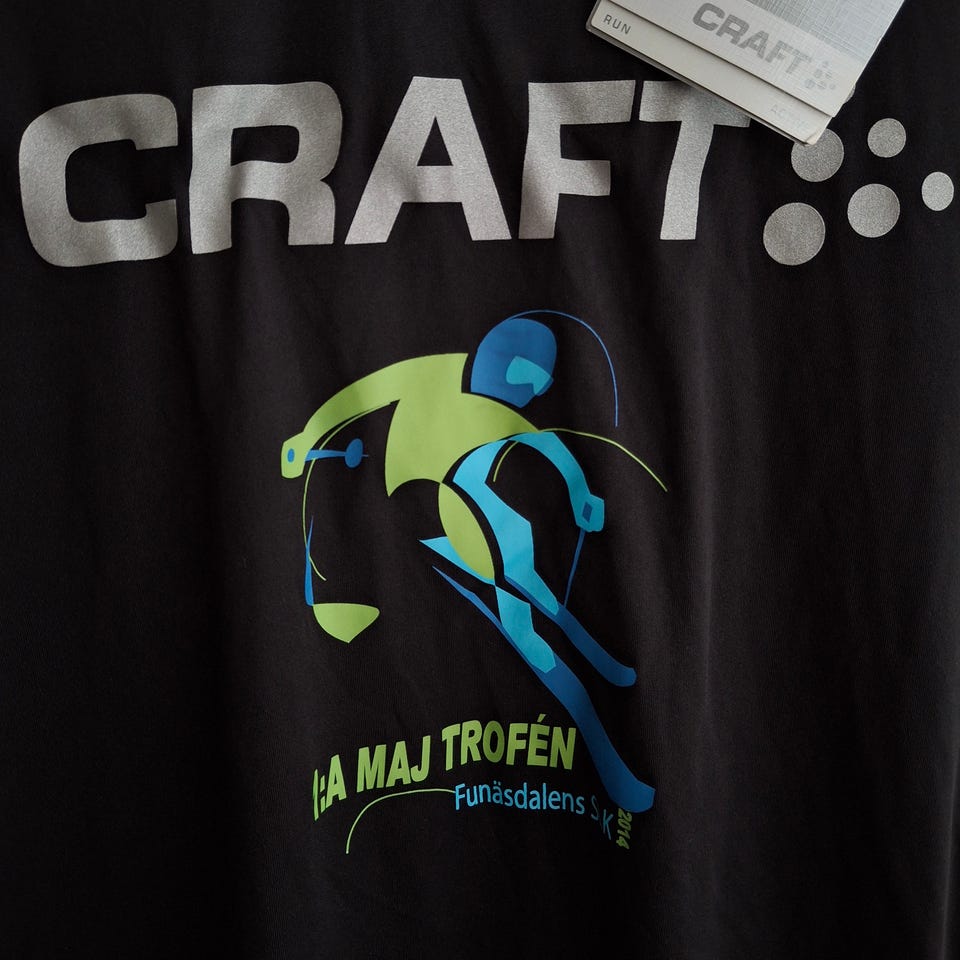 RUN
CRAFT
CRAFT
1:A MAJ TROFÉN
Funäsdalens SK
2014